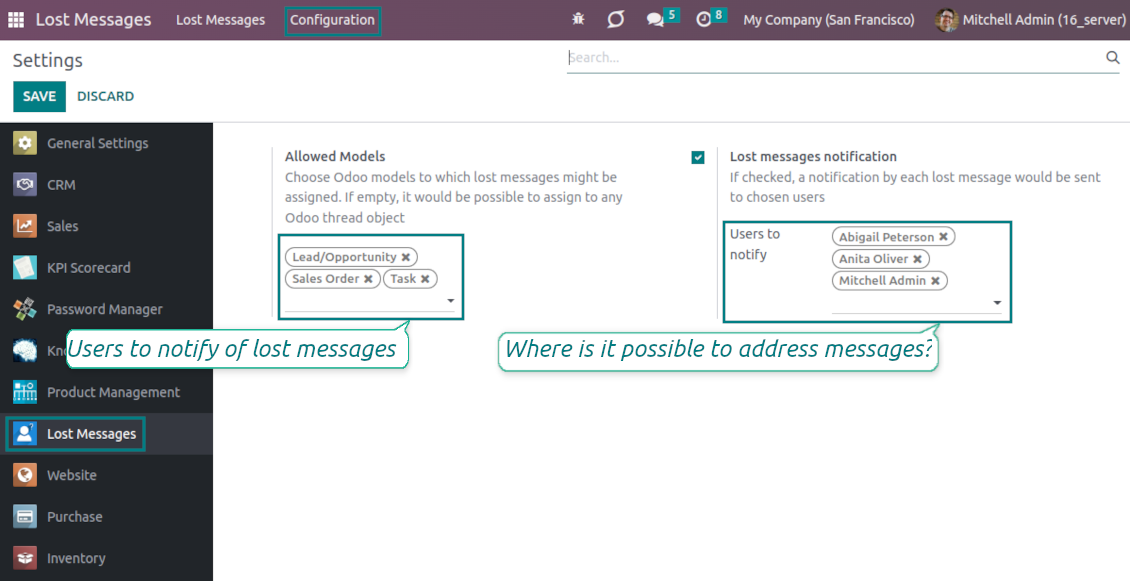 Lost Messages Lost Messages Configuration 5 8 My Company (San Francisco) Mitchell Admin (16_server)
Settings
Search...
SAVE DISCARD
General Settings
CRM
Sales
KPI Scorecard
Password Manager
Product Management
Lost Messages
Website
Purchase
Inventory
Allowed Models
Choose Odoo models to which lost messages might be
assigned. If empty, it would be possible to assign to any
Odoo thread object
Lead/Opportunity ✖
Sales Order ✖ Task ✖
Users to notify of lost messages
Lost messages notification
If checked, a notification by each lost message would be sent
to chosen users
Users to
notify
Abigail Peterson ✖
Anita Oliver ✖
Mitchell Admin ✖
Where is it possible to address messages?